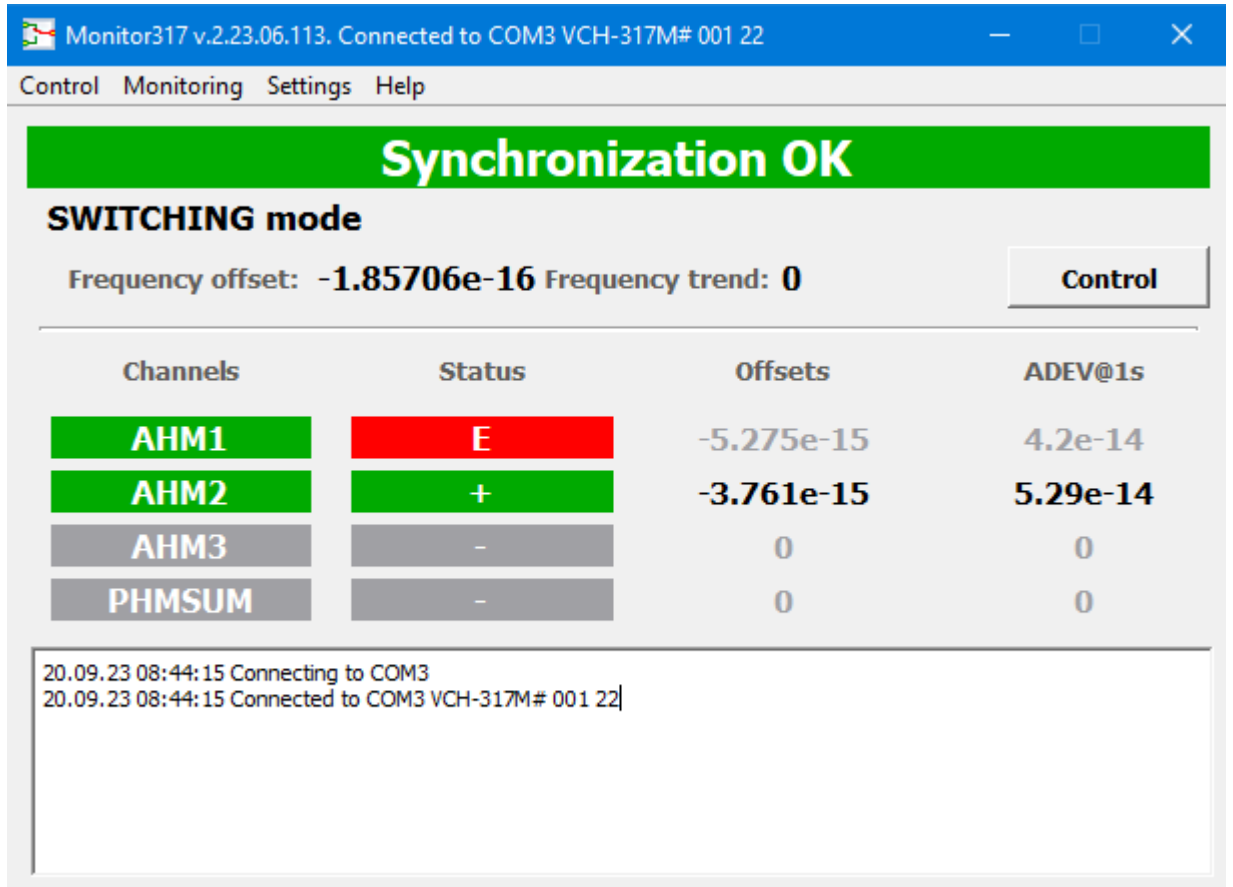 Monitor317 v.2.23.06.113. Connected to COM3 VCH-317M# 001 22
Control Monitoring Settings Help
Synchronization OK
SWITCHING mode
Frequency offset: -1.85706e-16 Frequency trend: 0 Control
Channels Status Offsets ADEV@1s
AHM1 E -5.275e-15 4.2e-14
AHM2 + -3.761e-15 5.29e-14
AHM3 - 0 0
PHMSUM - 0 0
20.09.23 08:44:15 Connecting to COM3
20.09.23 08:44:15 Connected to COM3 VCH-317M# 001 22